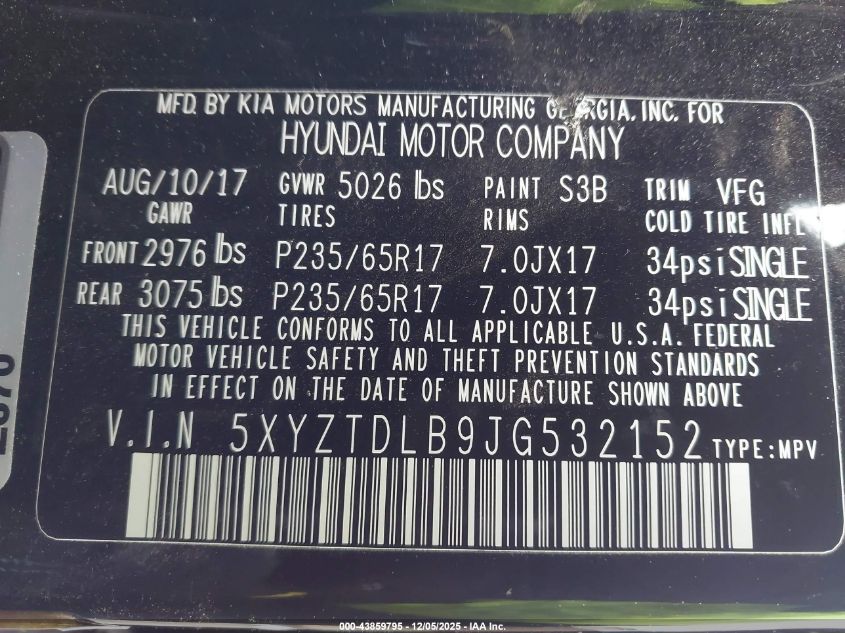 MFD. BY KIA MOTORS MANUFACTURING GEORGIA, INC. FOR
HYUNDAI MOTOR COMPANY
AUG/10/17 GVWR 5026 lbs PAINT S3B TRIM VFG
GAWR TIRES RIMS COLD TIRE INFL
FRONT 2976 lbs P235/65R17 7.0JX17 34psi SINGLE
REAR 3075 lbs P235/65R17 7.0JX17 34psi SINGLE
THIS VEHICLE CONFORMS TO ALL APPLICABLE U.S.A. FEDERAL
MOTOR VEHICLE SAFETY AND THEFT PREVENTION STANDARDS
IN EFFECT ON THE DATE OF MANUFACTURE SHOWN ABOVE
V.I.N 5XYZTDLB9JG532152 TYPE:MPV
000-43859795 - 12/05/2025 - IAA Inc.